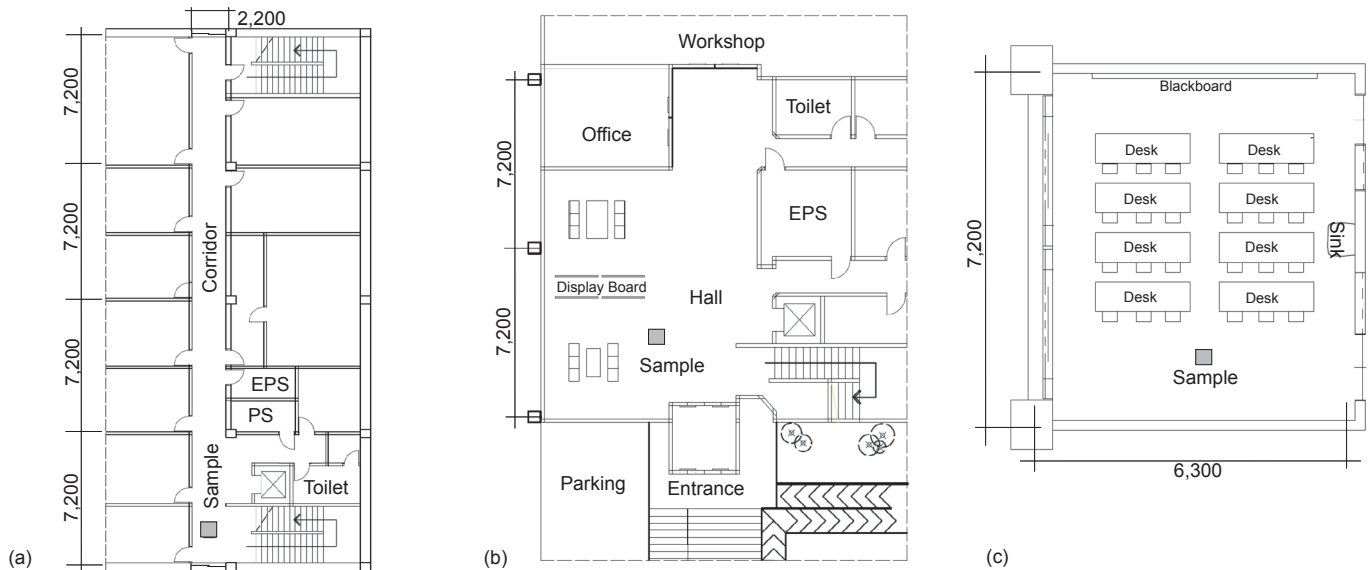 2,200
7,200
7,200
7,200
7,200
Corridor
EPS
PS
Sample
Toilet
(a)
Workshop
Office
Toilet
7,200
EPS
Display Board
Hall
7,200
Sample
Parking
Entrance
(b)
Blackboard
Desk
Desk
Desk
Desk
Desk
Desk
Desk
Desk
Sink
7,200
Sample
6,300
(c)